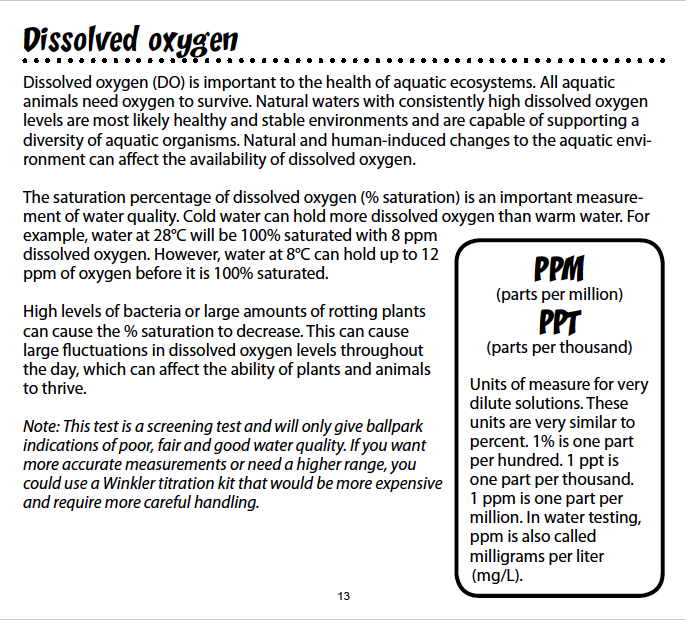 Dissolved oxygen
Dissolved oxygen (DO) is important to the health of aquatic ecosystems. All aquatic
animals need oxygen to survive. Natural waters with consistently high dissolved oxygen
levels are most likely healthy and stable environments and are capable of supporting a
diversity of aquatic organisms. Natural and human-induced changes to the aquatic envi-
ronment can affect the availability of dissolved oxygen.
The saturation percentage of dissolved oxygen (% saturation) is an important measure-
ment of water quality. Cold water can hold more dissolved oxygen than warm water. For
example, water at 28ºC will be 100% saturated with 8 ppm
dissolved oxygen. However, water at 8ºC can hold up to 12
ppm of oxygen before it is 100% saturated.
High levels of bacteria or large amounts of rotting plants
can cause the % saturation to decrease. This can cause
large fluctuations in dissolved oxygen levels throughout
the day, which can affect the ability of plants and animals
to thrive.
Note: This test is a screening test and will only give ballpark
indications of poor, fair and good water quality. If you want
more accurate measurements or need a higher range, you
could use a Winkler titration kit that would be more expensive
and require more careful handling.
PPM
(parts per million)
PPT
(parts per thousand)
Units of measure for very
dilute solutions. These
units are very similar to
percent. 1% is one part
per hundred. 1 ppt is
one part per thousand.
1 ppm is one part per
million. In water testing,
ppm is also called
milligrams per liter
(mg/L).
13